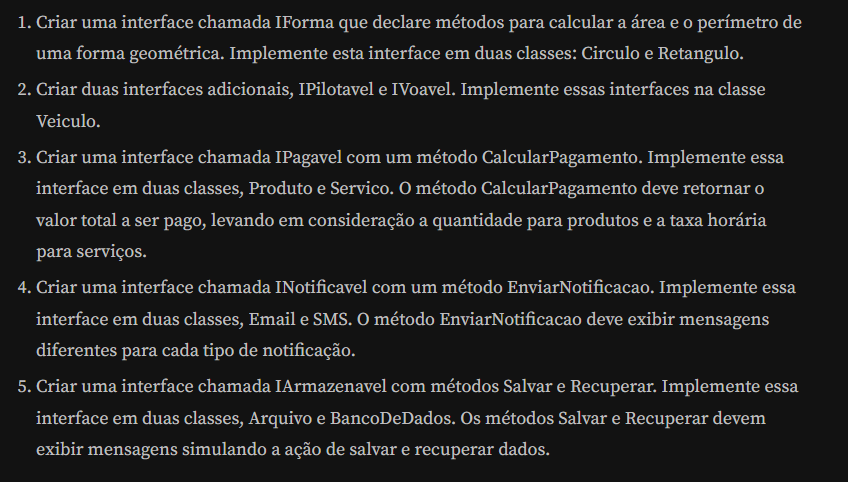 1. Criar uma interface chamada IForma que declare métodos para calcular a área e o perímetro de
uma forma geométrica. Implemente esta interface em duas classes: Circulo e Retangulo.
2. Criar duas interfaces adicionais, IPilotavel e IVoavel. Implemente essas interfaces na classe
Veiculo.
3. Criar uma interface chamada IPagavel com um método CalcularPagamento. Implemente essa
interface em duas classes, Produto e Servico. O método CalcularPagamento deve retornar o
valor total a ser pago, levando em consideração a quantidade para produtos e a taxa horária
para serviços.
4. Criar uma interface chamada INotificavel com um método EnviarNotificacao. Implemente essa
interface em duas classes, Email e SMS. O método EnviarNotificacao deve exibir mensagens
diferentes para cada tipo de notificação.
5. Criar uma interface chamada IArmazenavel com métodos Salvar e Recuperar. Implemente essa
interface em duas classes, Arquivo e BancoDeDados. Os métodos Salvar e Recuperar devem
exibir mensagens simulando a ação de salvar e recuperar dados.